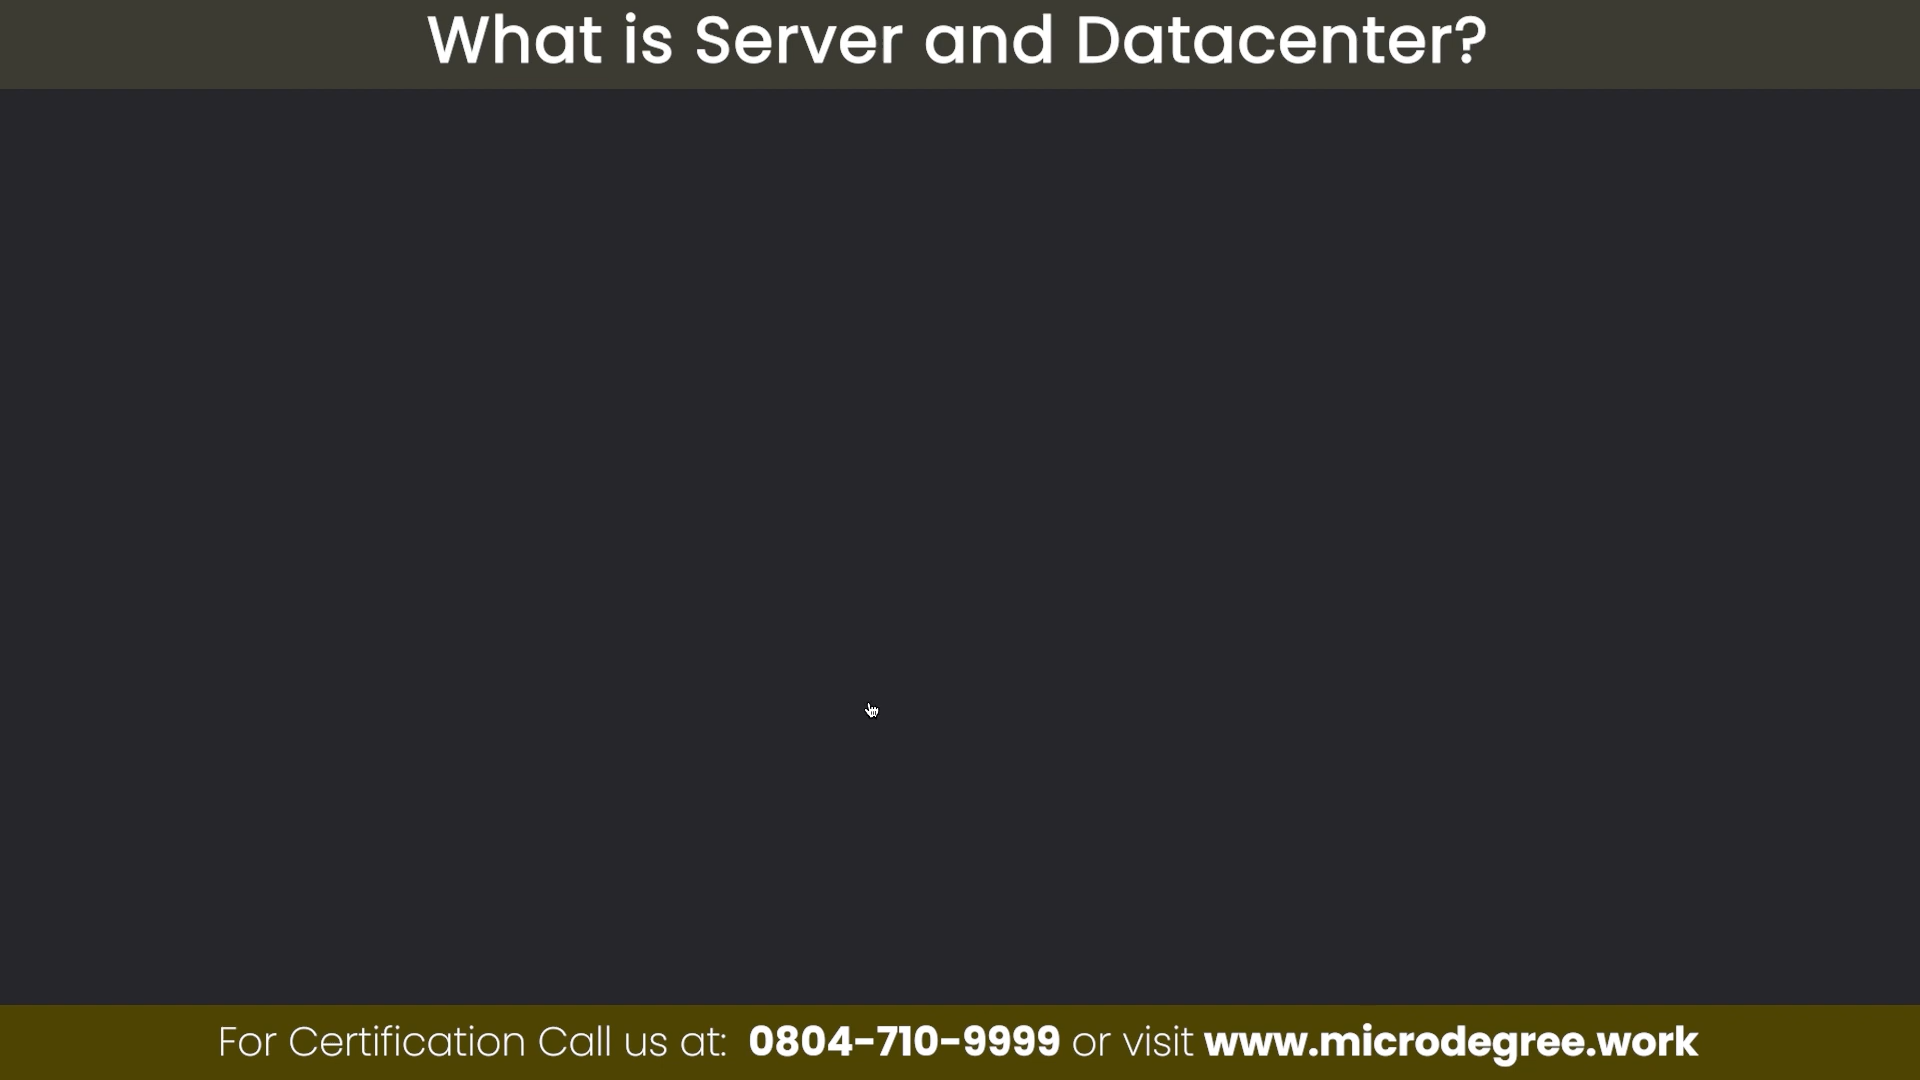 What is Server and Datacenter?
For Certification Call us at: 0804-710-9999 or visit www.microdegree.work